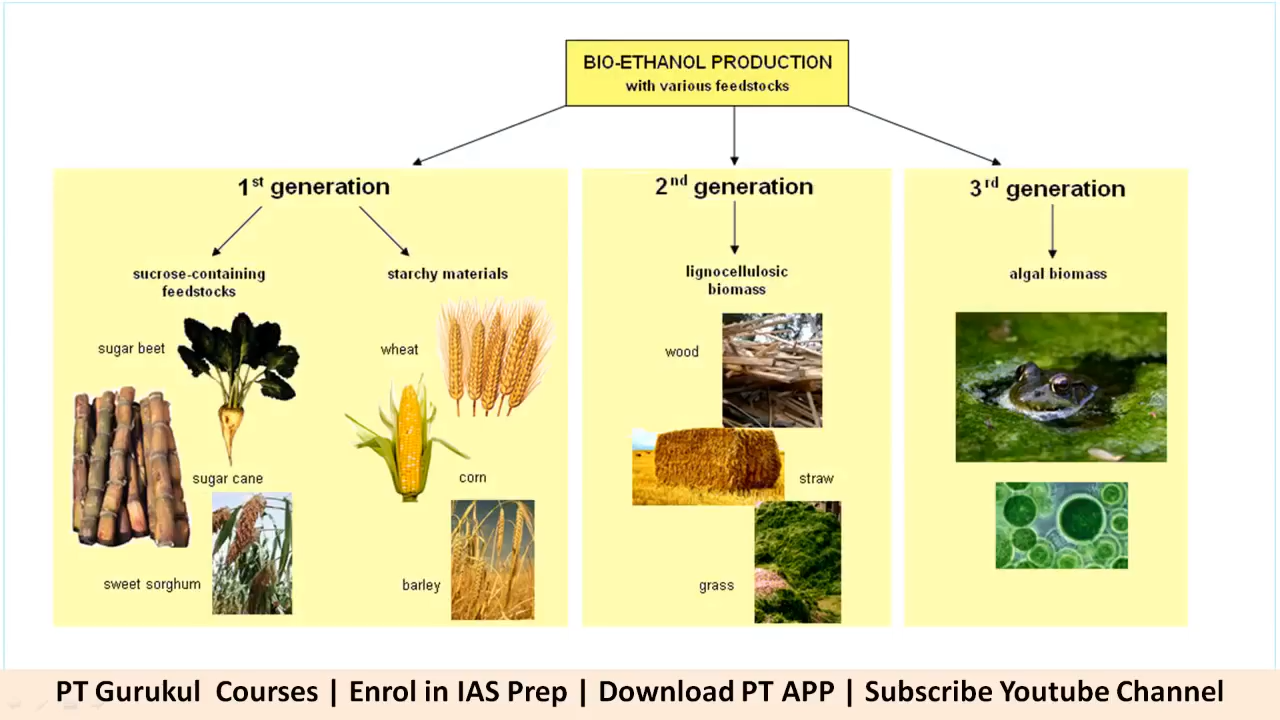 BIO-ETHANOL PRODUCTION
with various feedstocks
1st generation
sucrose-containing
feedstocks
sugar beet
sugar cane
sweet sorghum
starchy materials
wheat
corn
barley
2nd generation
lignocellulosic
biomass
wood
straw
grass
3rd generation
algal biomass
PT Gurukul  Courses | Enrol in IAS Prep | Download PT APP | Subscribe Youtube Channel